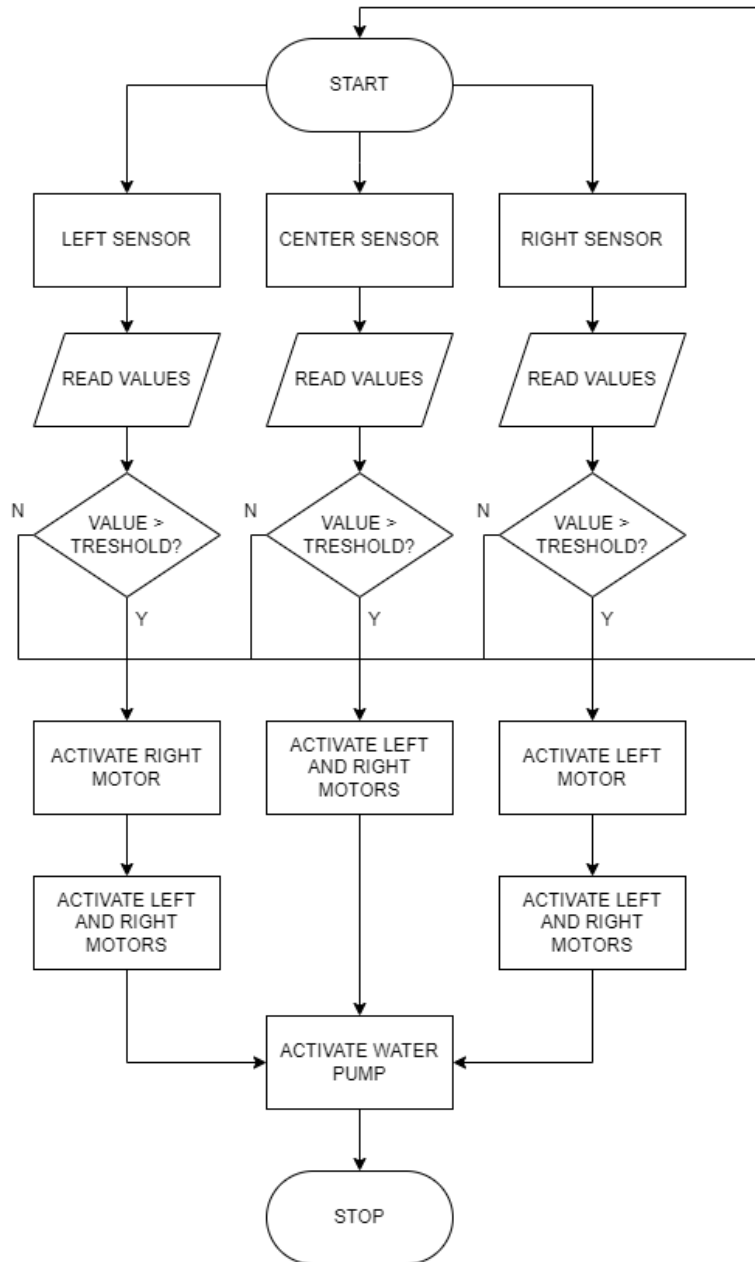 START
LEFT SENSOR
CENTER SENSOR
RIGHT SENSOR
READ VALUES
READ VALUES
READ VALUES
N
VALUE >
TRESHOLD?
Y
N
VALUE >
TRESHOLD?
Y
N
VALUE >
TRESHOLD?
Y
ACTIVATE RIGHT
MOTOR
ACTIVATE LEFT
AND RIGHT
MOTORS
ACTIVATE LEFT
MOTOR
ACTIVATE LEFT
AND RIGHT
MOTORS
ACTIVATE LEFT
AND RIGHT
MOTORS
ACTIVATE WATER
PUMP
STOP